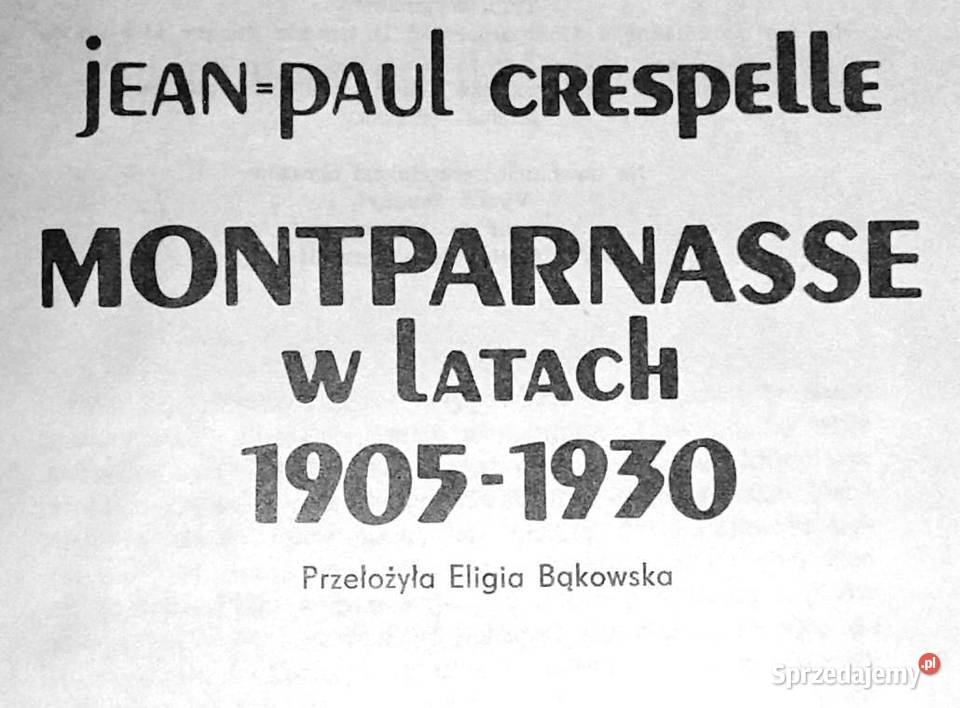 jEAN=pAUl CRESpElle
MONTPARNASSE
w lATACh
1905-1930
Przełożyła Eligia Bąkowska
Sprzedajemy.pl